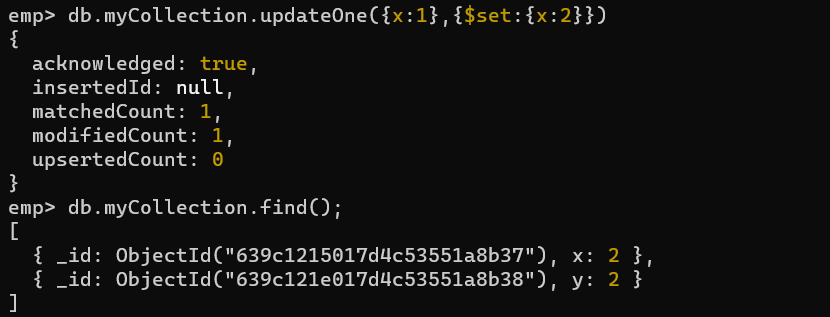 emp> db.myCollection.updateOne({x:1},{$set:{x:2}})
{
  acknowledged: true,
  insertedId: null,
  matchedCount: 1,
  modifiedCount: 1,
  upsertedCount: 0
}
emp> db.myCollection.find();
[
  { _id: ObjectId("639c1215017d4c53551a8b37"), x: 2 },
  { _id: ObjectId("639c121e017d4c53551a8b38"), y: 2 }
]